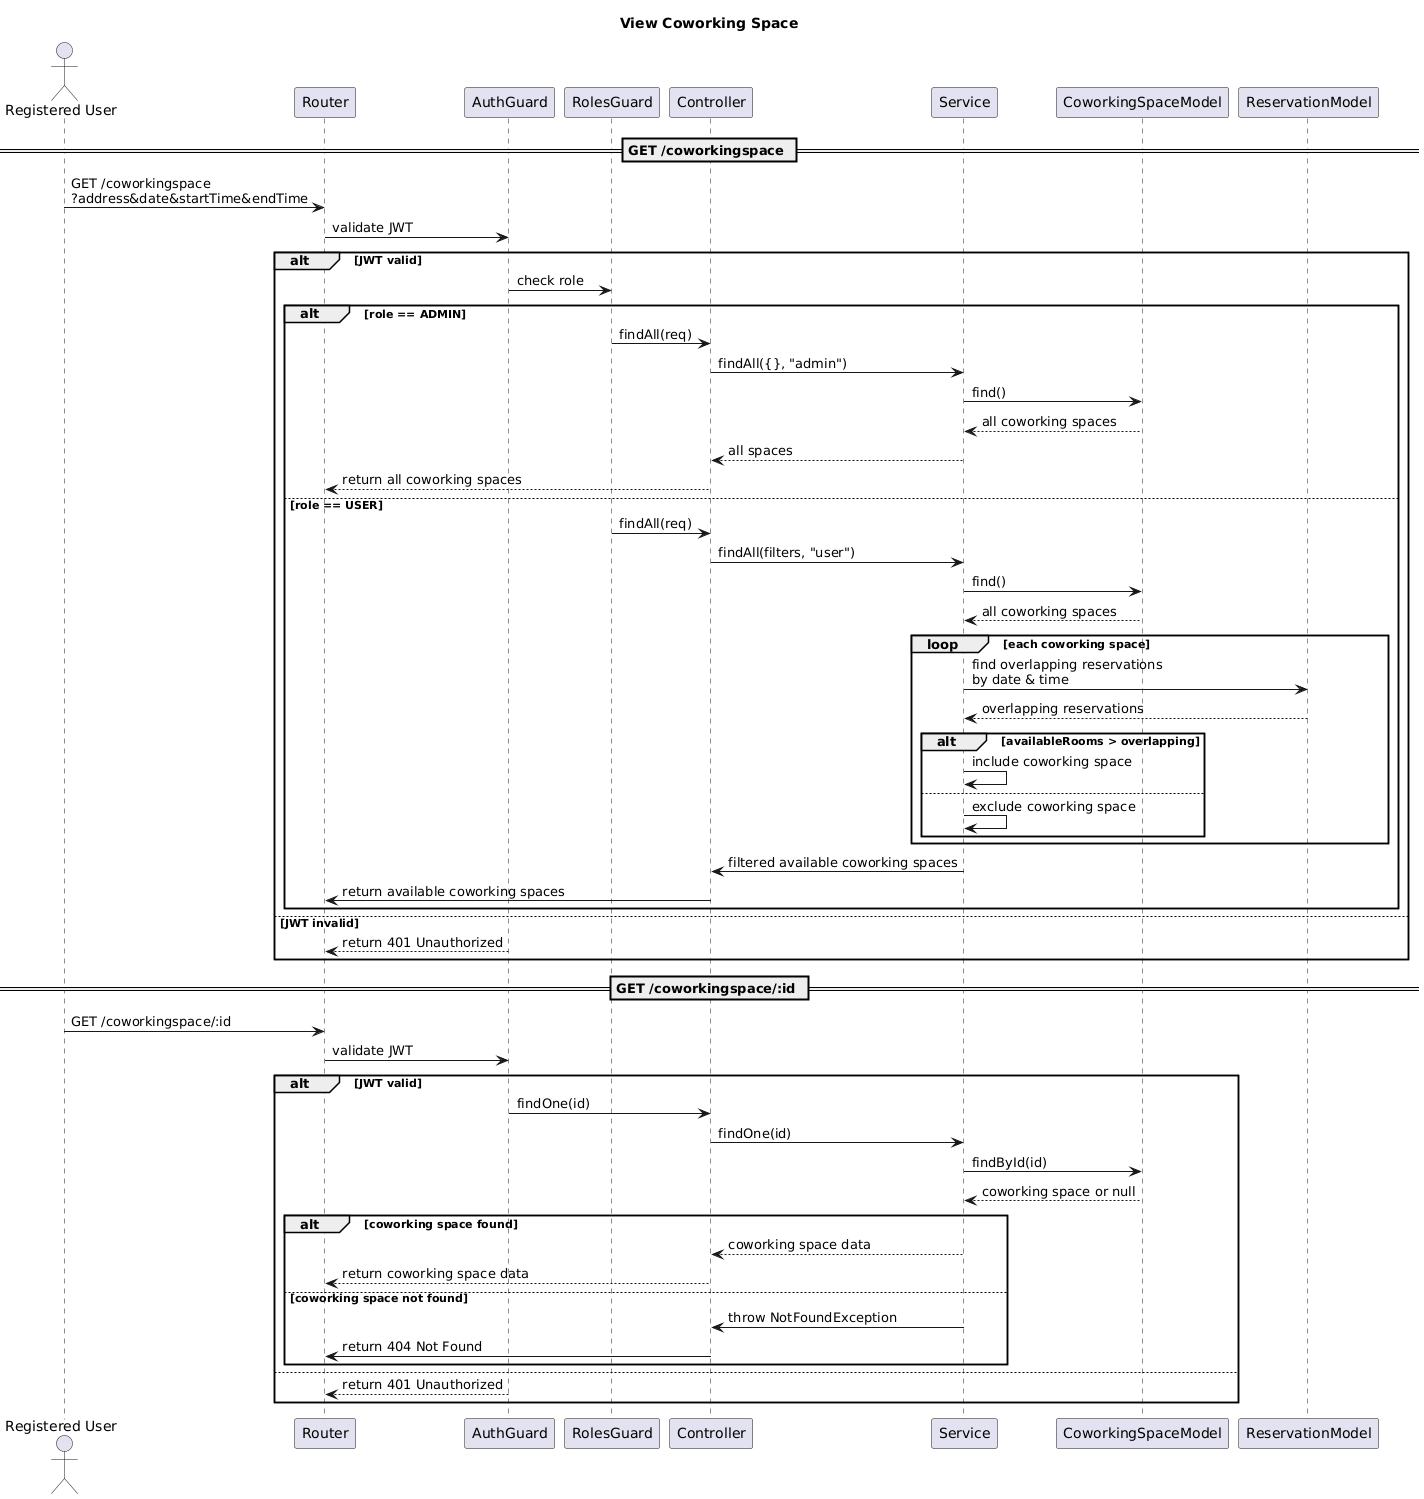 View Coworking Space
Registered User
Router
AuthGuard
RolesGuard
Controller
Service
CoworkingSpaceModel
ReservationModel
GET /coworkingspace
GET /coworkingspace
?address&date&startTime&endTime
validate JWT
alt
[JWT valid]
check role
alt
[role == ADMIN]
findAll(req)
findAll({}, "admin")
find()
all coworking spaces
all spaces
return all coworking spaces
[role == USER]
findAll(req)
findAll(filters, "user")
find()
all coworking spaces
loop
[each coworking space]
find overlapping reservations
by date & time
overlapping reservations
alt
[availableRooms > overlapping]
include coworking space
exclude coworking space
filtered available coworking spaces
return available coworking spaces
[JWT invalid]
return 401 Unauthorized
GET /coworkingspace/:id
GET /coworkingspace/:id
validate JWT
alt
[JWT valid]
findOne(id)
findOne(id)
findById(id)
coworking space or null
alt
[coworking space found]
coworking space data
return coworking space data
[coworking space not found]
throw NotFoundException
return 404 Not Found
return 401 Unauthorized
Registered User
Router
AuthGuard
RolesGuard
Controller
Service
CoworkingSpaceModel
ReservationModel